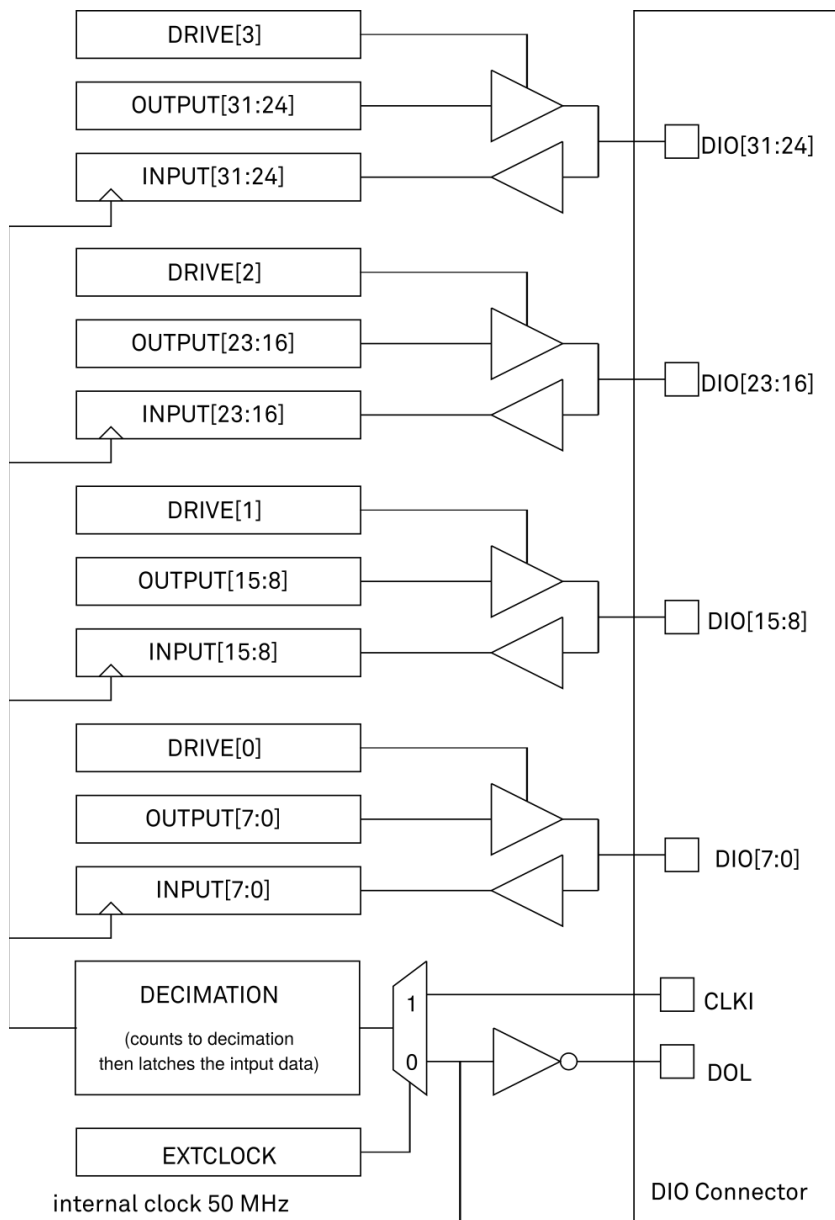 DRIVE[3]
OUTPUT[31:24]
INPUT[31:24]
DIO[31:24]
DRIVE[2]
OUTPUT[23:16]
INPUT[23:16]
DIO[23:16]
DRIVE[1]
OUTPUT[15:8]
INPUT[15:8]
DIO[15:8]
DRIVE[0]
OUTPUT[7:0]
INPUT[7:0]
DIO[7:0]
DECIMATION
(counts to decimation
then latches the intput data)
1
0
CLKI
DOL
EXTCLOCK
internal clock 50 MHz
DIO Connector